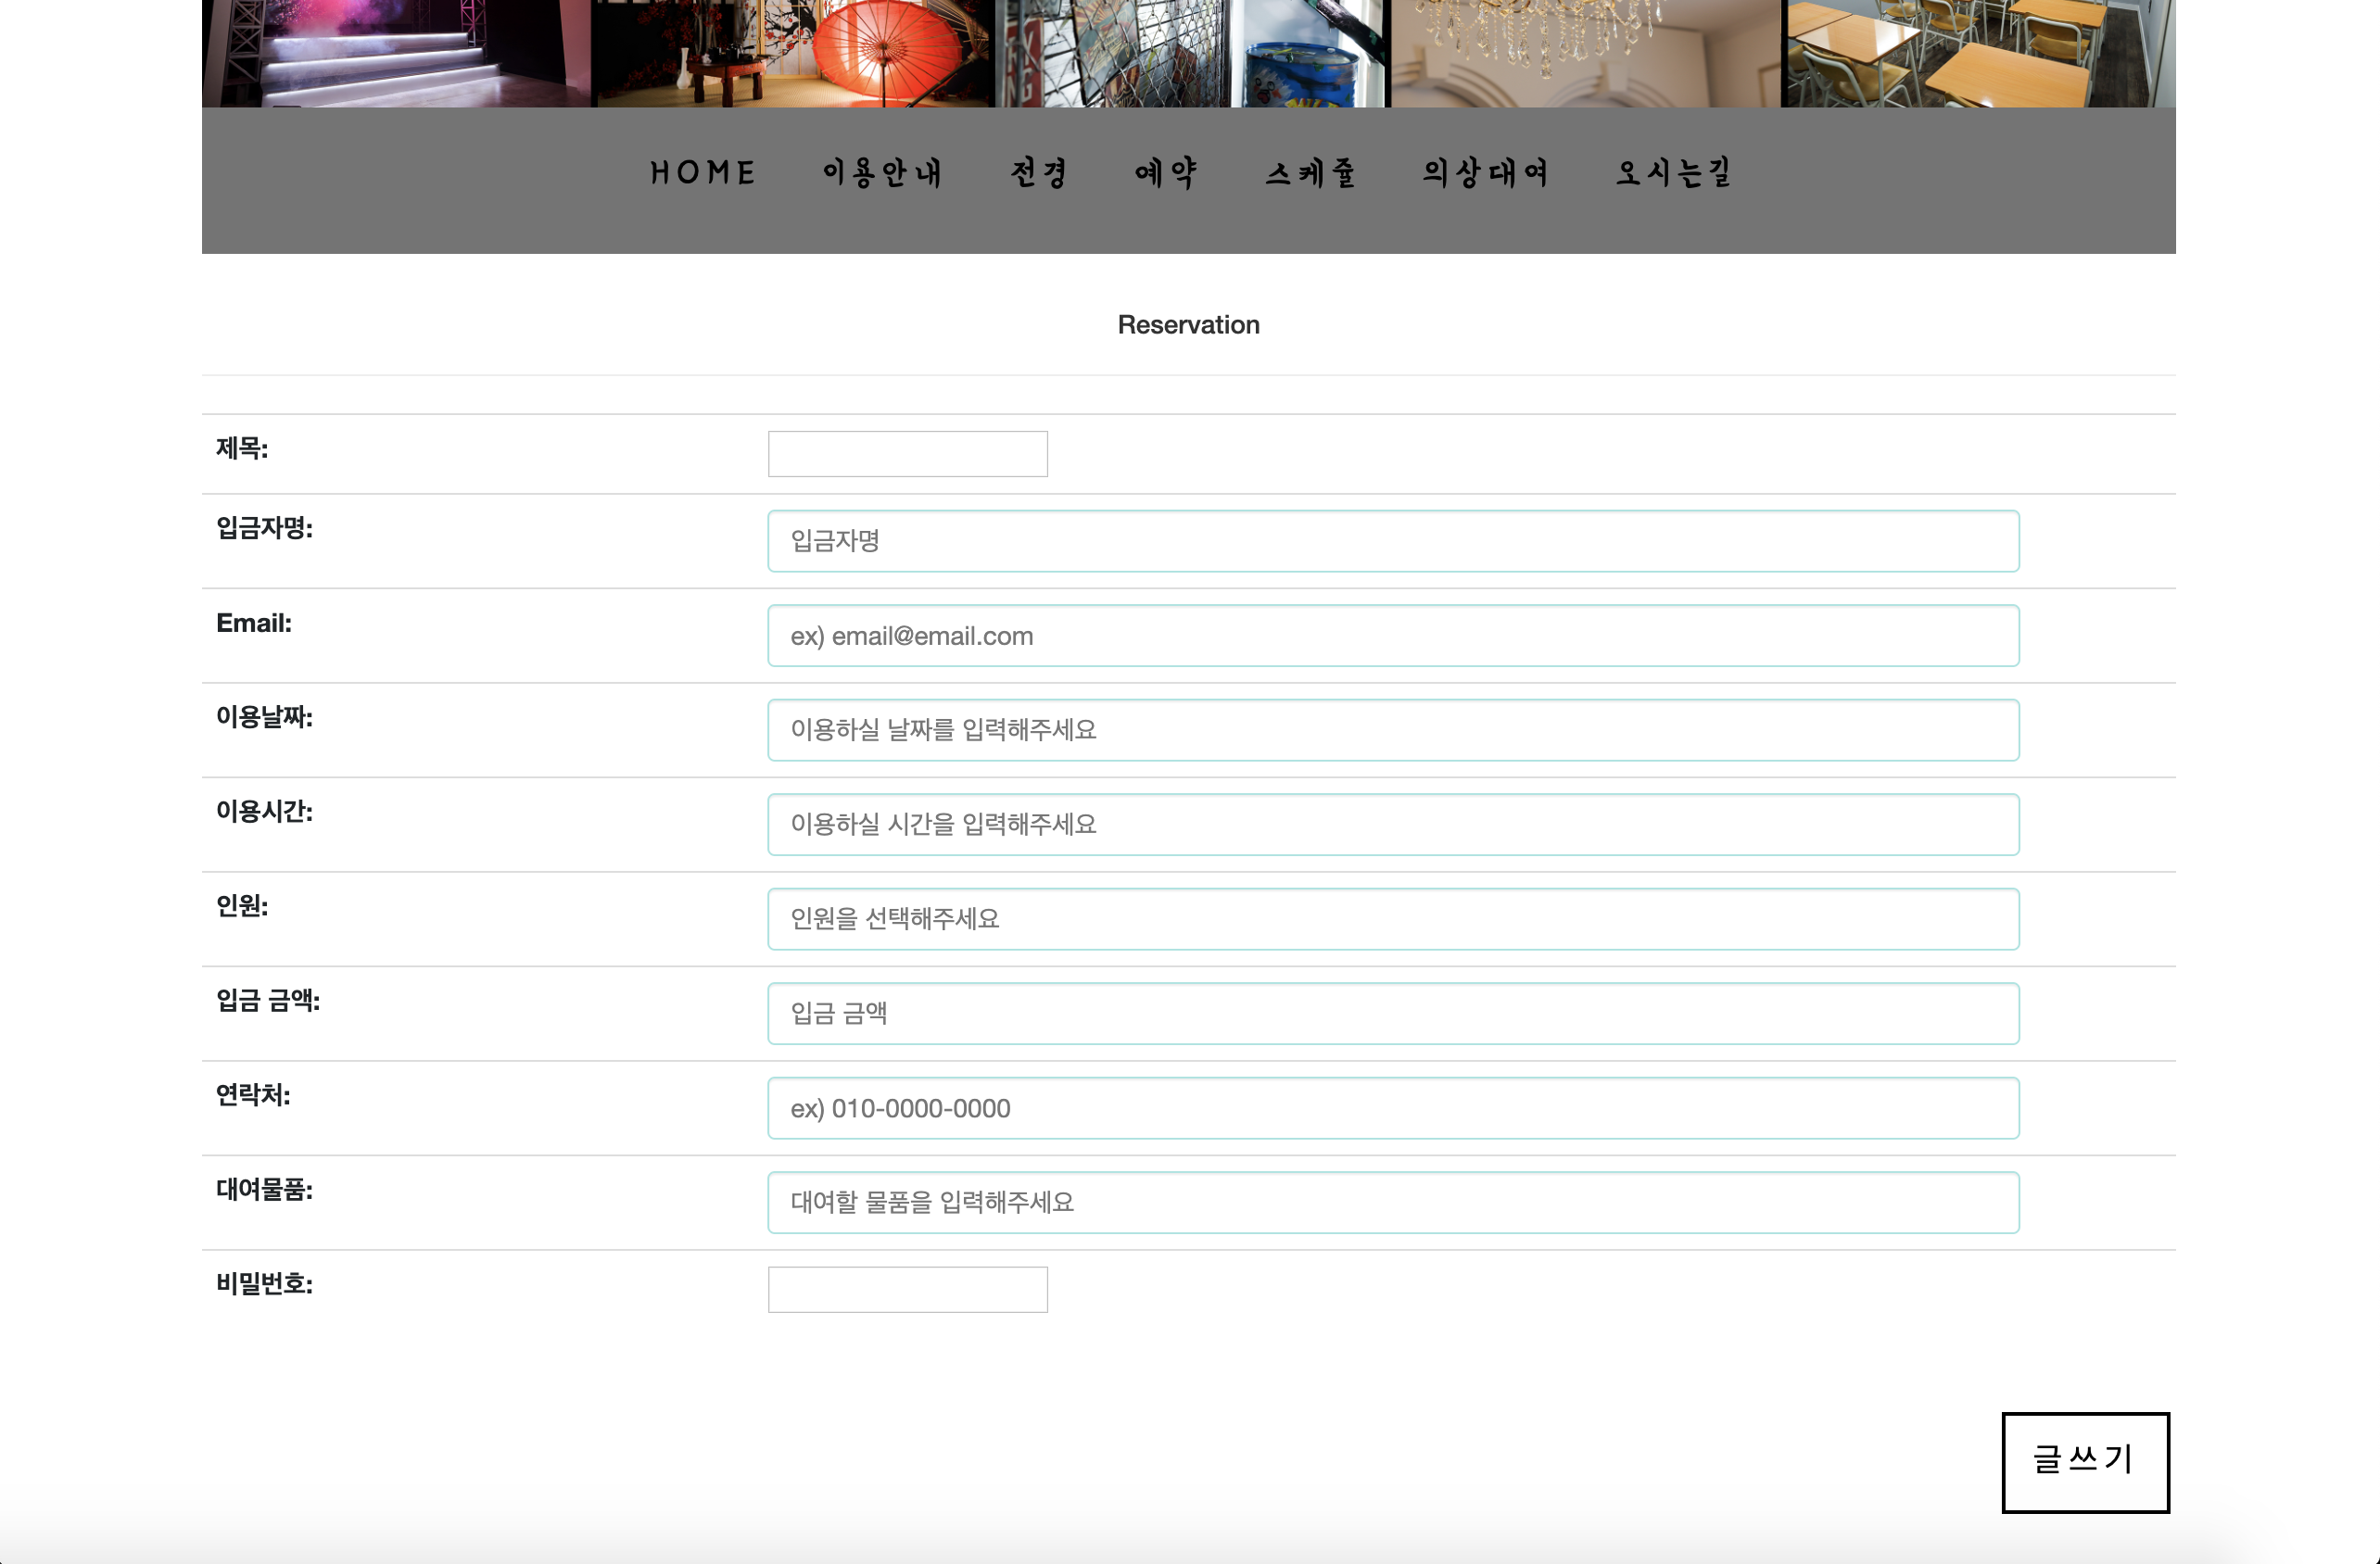 HOME 이용안내 전경 예약 스케쥴 의상대여 오시는길
Reservation
제목:
입금자명: 입금자명
Email: ex) email@email.com
이용날짜: 이용하실 날짜를 입력해주세요
이용시간: 이용하실 시간을 입력해주세요
인원: 인원을 선택해주세요
입금 금액: 입금 금액
연락처: ex) 010-0000-0000
대여물품: 대여할 물품을 입력해주세요
비밀번호:
글쓰기